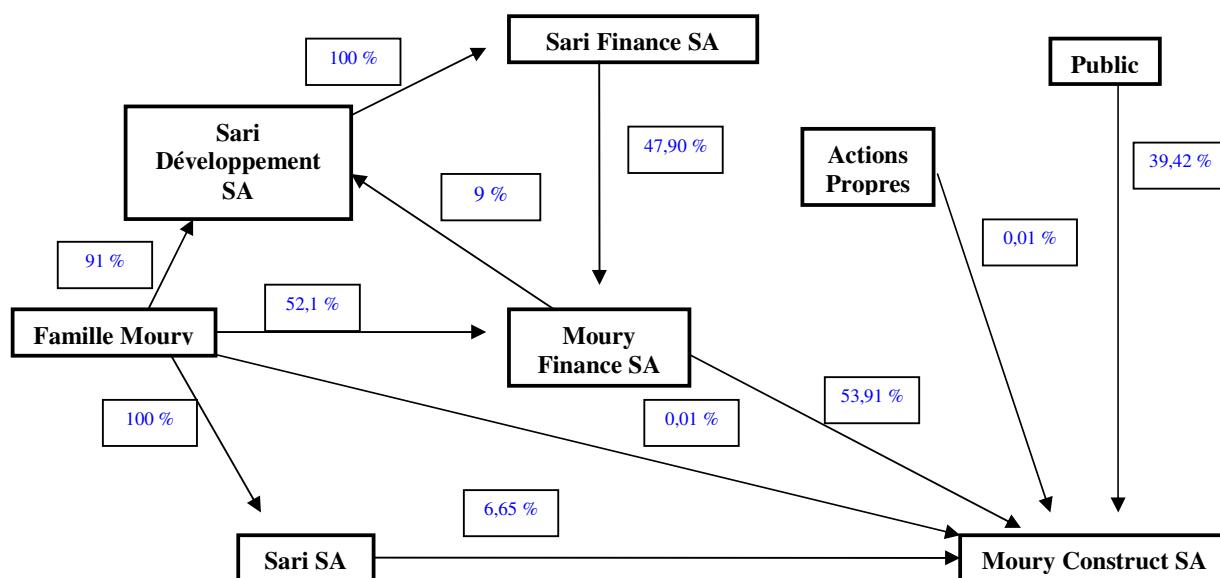 Sari Finance SA
100 %
Public
Sari
Développement
SA
47,90 %
Actions
Propres
39,42 %
9 %
0,01 %
91 %
52,1 %
Famille Moury
Moury
Finance SA
53,91 %
100 %
0,01 %
6,65 %
Sari SA
Moury Construct SA